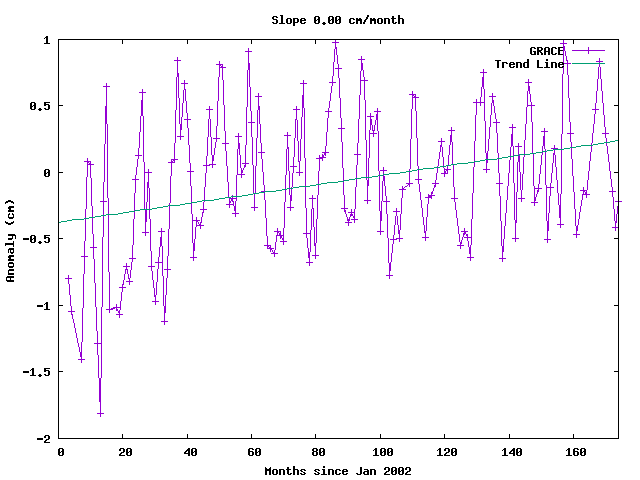 Slope 0.00 cm/month
GRACE
Trend Line
1
0.5
0
-0.5
-1
-1.5
-2
Anomaly (cm)
0 20 40 60 80 100 120 140 160
Months since Jan 2002